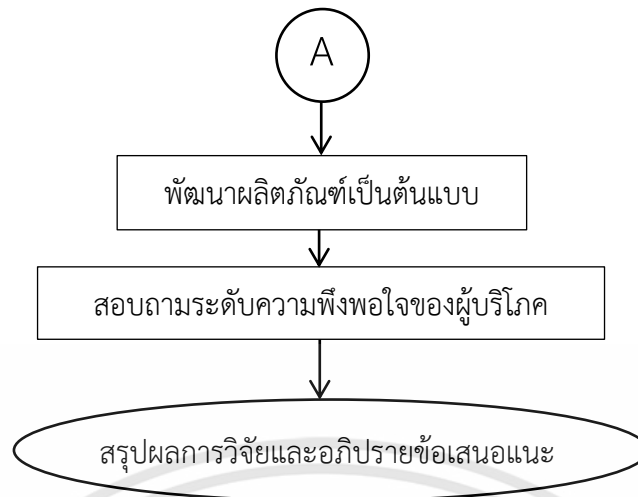 A
พัฒนาผลิตภัณฑ์เป็นต้นแบบ
สอบถามระดับความพึงพอใจของผู้บริโภค
สรุปผลการวิจัยและอภิปรายข้อเสนอแนะ